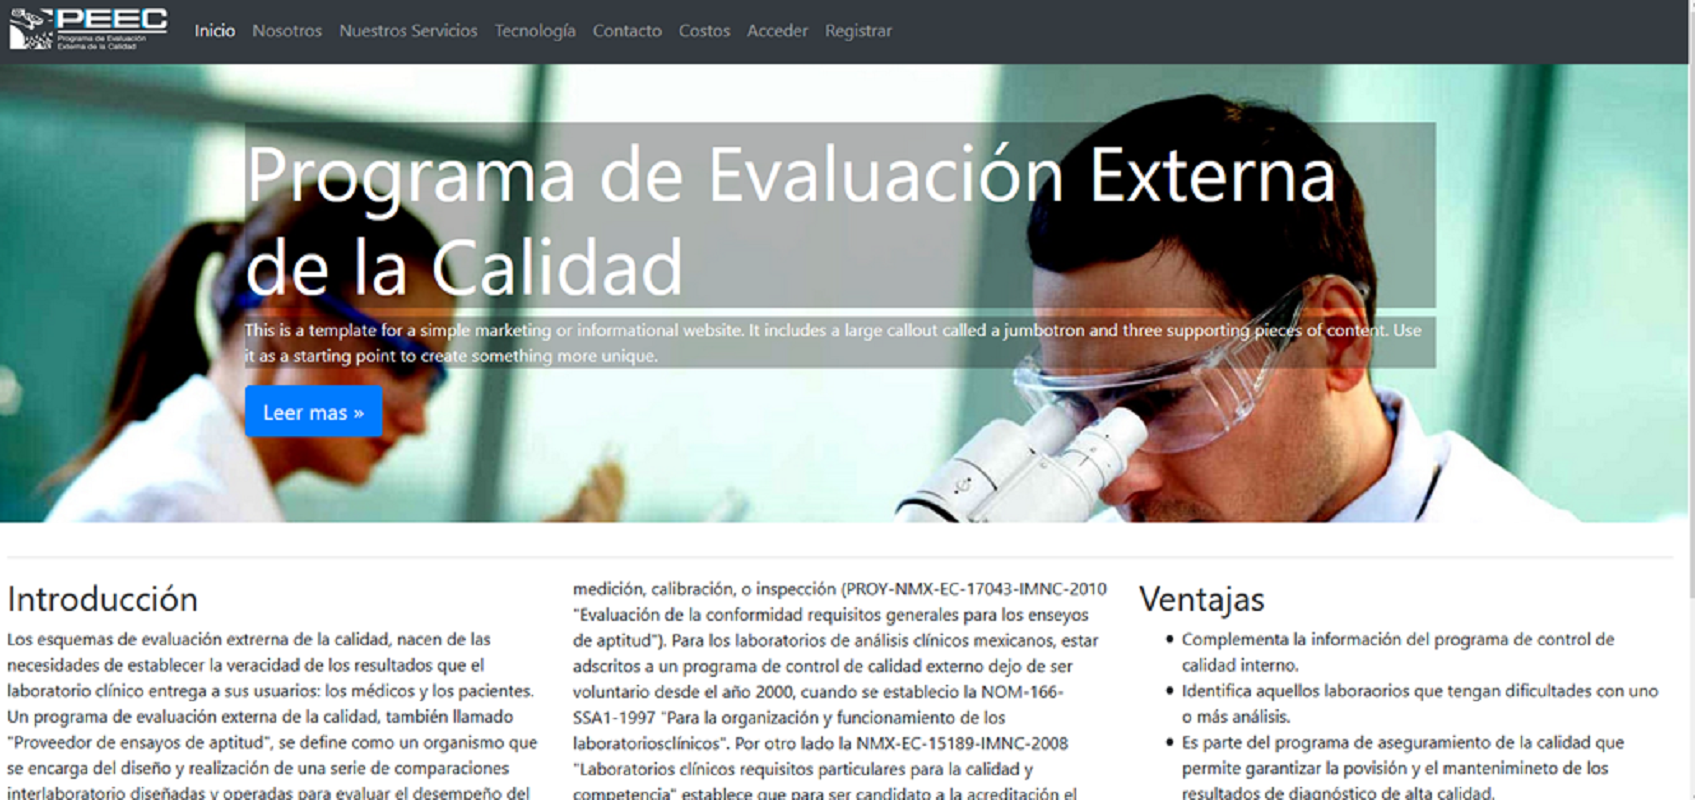 PEEC
Programa de Evaluación
Externa de la Calidad
Inicio Nosotros Nuestros Servicios Tecnología Contacto Costos Acceder Registrar
Programa de Evaluación Externa
de la Calidad
This is a template for a simple marketing or informational website. It includes a large callout called a jumbotron and three supporting pieces of content. Use
it as a starting point to create something more unique.
Leer mas »
Introducción
Los esquemas de evaluación extrerna de la calidad, nacen de las
necesidades de establecer la veracidad de los resultados que el
laboratorio clínico entrega a sus usuarios: los médicos y los pacientes.
Un programa de evaluación externa de la calidad, también llamado
"Proveedor de ensayos de aptitud", se define como un organismo que
se encarga del diseño y realización de una serie de comparaciones
interlaboratorio diseñadas y operadas para evaluar el desempeño del
medición, calibración, o inspección (PROY-NMX-EC-17043-IMNC-2010
"Evaluación de la conformidad requisitos generales para los enseyos
de aptitud"). Para los laboratorios de análisis clínicos mexicanos, estar
adscritos a un programa de control de calidad externo dejo de ser
voluntario desde el año 2000, cuando se establecio la NOM-166-
SSA1-1997 "Para la organización y funcionamiento de los
laboratoriosclínicos". Por otro lado la NMX-EC-15189-IMNC-2008
"Laboratorios clínicos requisitos particulares para la calidad y
competencia" establece que para ser candidato a la acreditación el
Ventajas
• Complementa la información del programa de control de
calidad interno.
• Identifica aquellos laboraorios que tengan dificultades con uno
o más análisis.
• Es parte del programa de aseguramiento de la calidad que
permite garantizar la povisión y el mantenimineto de los
resultados de diagnóstico de alta calidad.